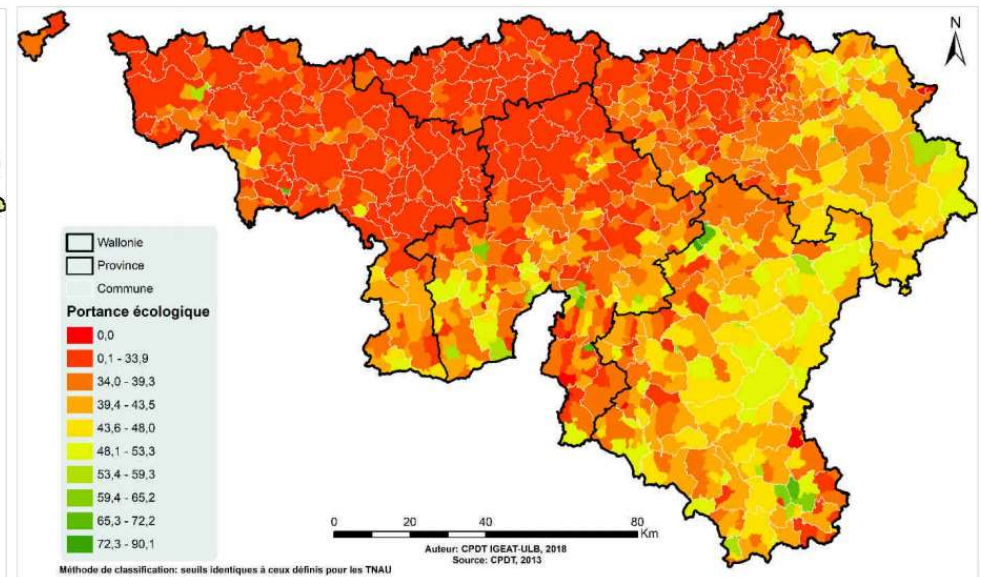 N
Wallonie
Province
Commune
Portance écologique
0,0
0,1 - 33,9
34,0 - 39,3
39,4 - 43,5
43,6 - 48,0
48,1 - 53,3
53,4 - 59,3
59,4 - 65,2
65,3 - 72,2
72,3 - 90,1
0 20 40 80
Km
Auteur: CPDT IGEAT-ULB, 2018
Source: CPDT, 2013
Méthode de classification: seuils identiques à ceux définis pour les TNAU